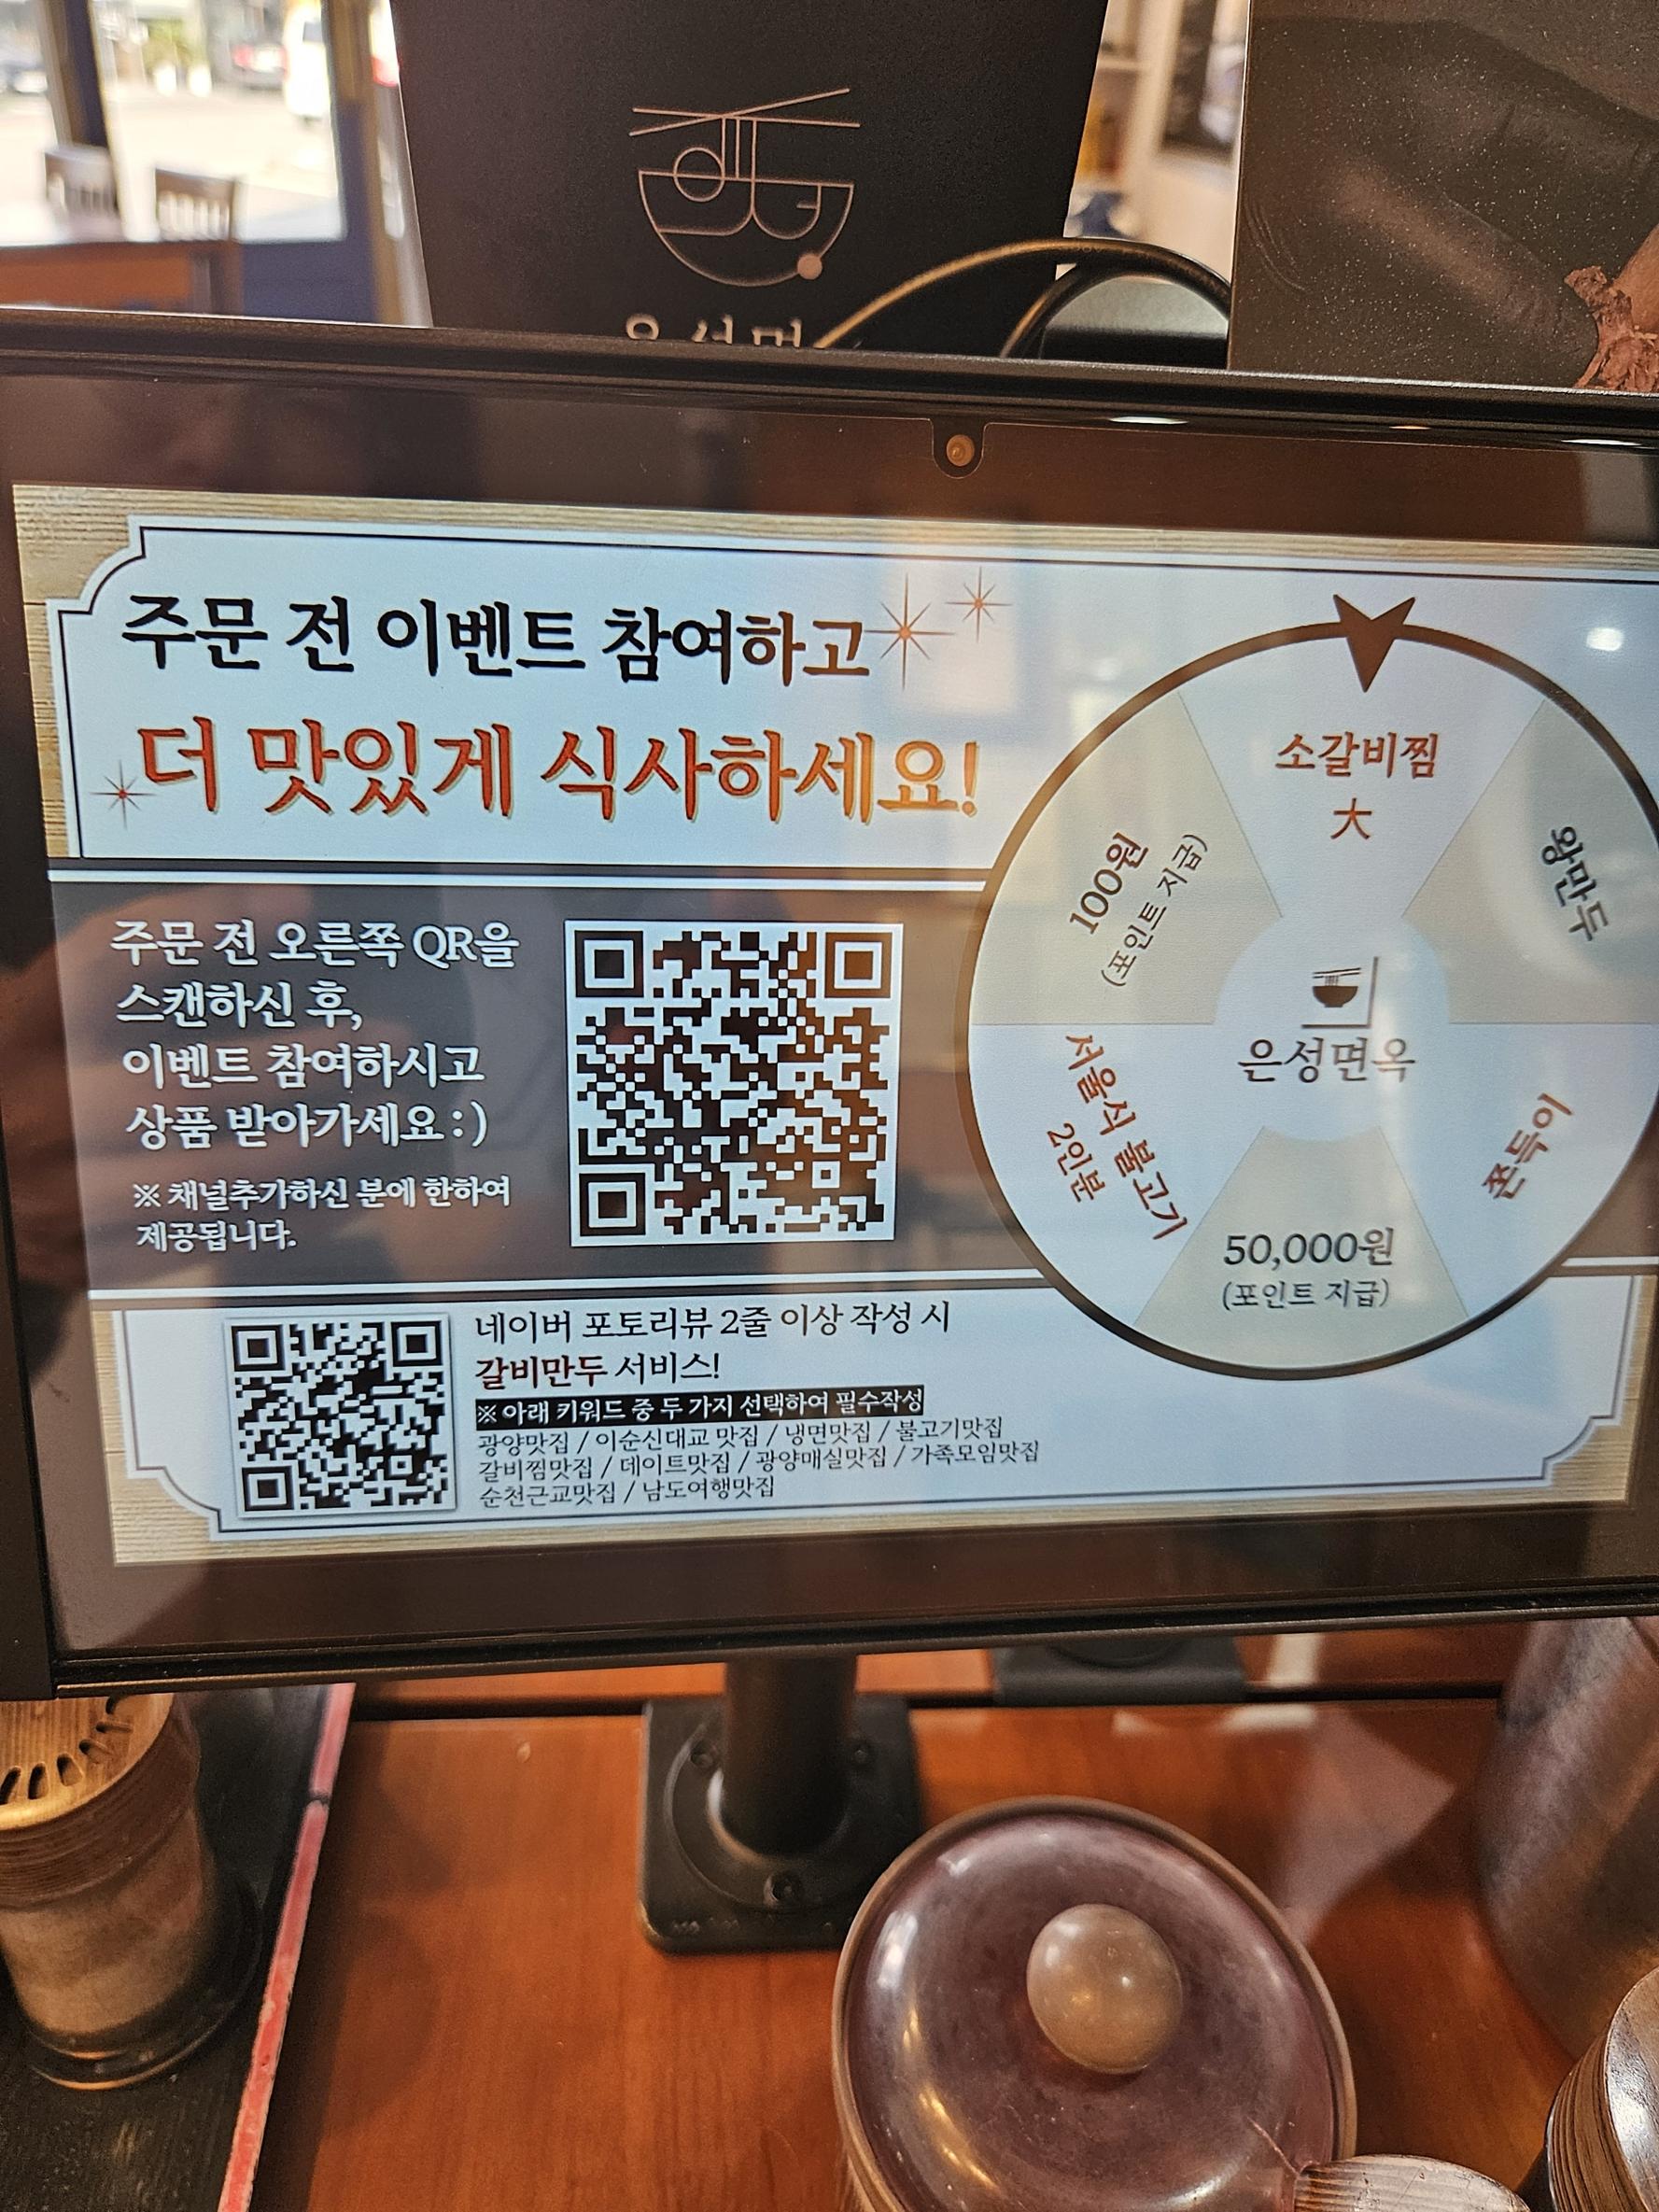 은성면
주문 전 이벤트 참여하고
더 맛있게 식사하세요!
주문 전 오른쪽 QR을
스캔하신 후,
이벤트 참여하시고
상품 받아가세요 : )
※ 채널추가하신 분에 한하여
제공됩니다.
소갈비찜
大
왕만두
쫀득이
50,000원
(포인트 지급)
서울식 불고기
2인분
100원
(포인트 지급)
은성면옥
네이버 포토리뷰 2줄 이상 작성 시
갈비만두 서비스!
※ 아래 키워드 중 두 가지 선택하여 필수작성
광양맛집 / 이순신대교 맛집 / 냉면맛집 / 불고기맛집
갈비찜맛집 / 데이트맛집 / 광양매실맛집 / 가족모임맛집
순천근교맛집 / 남도여행맛집